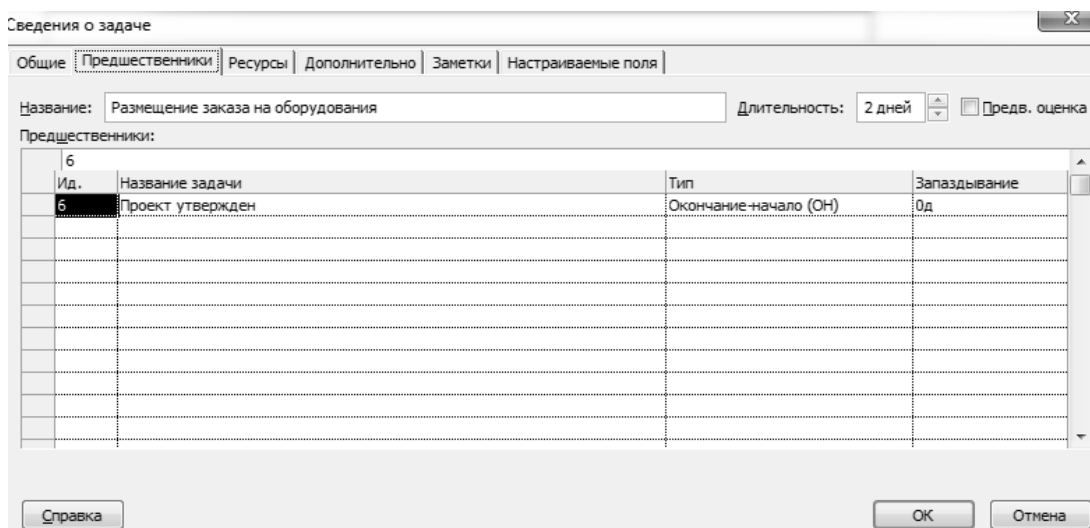 Сведения о задаче
Общие Предшественники Ресурсы Дополнительно Заметки Настраиваемые поля
Название: Размещение заказа на оборудования Длительность: 2 дней Предв. оценка
Предшественники:
6
Ид. Название задачи Тип Запаздывание
6 Проект утвержден Окончание-начало (ОН) 0д
Справка ОК Отмена